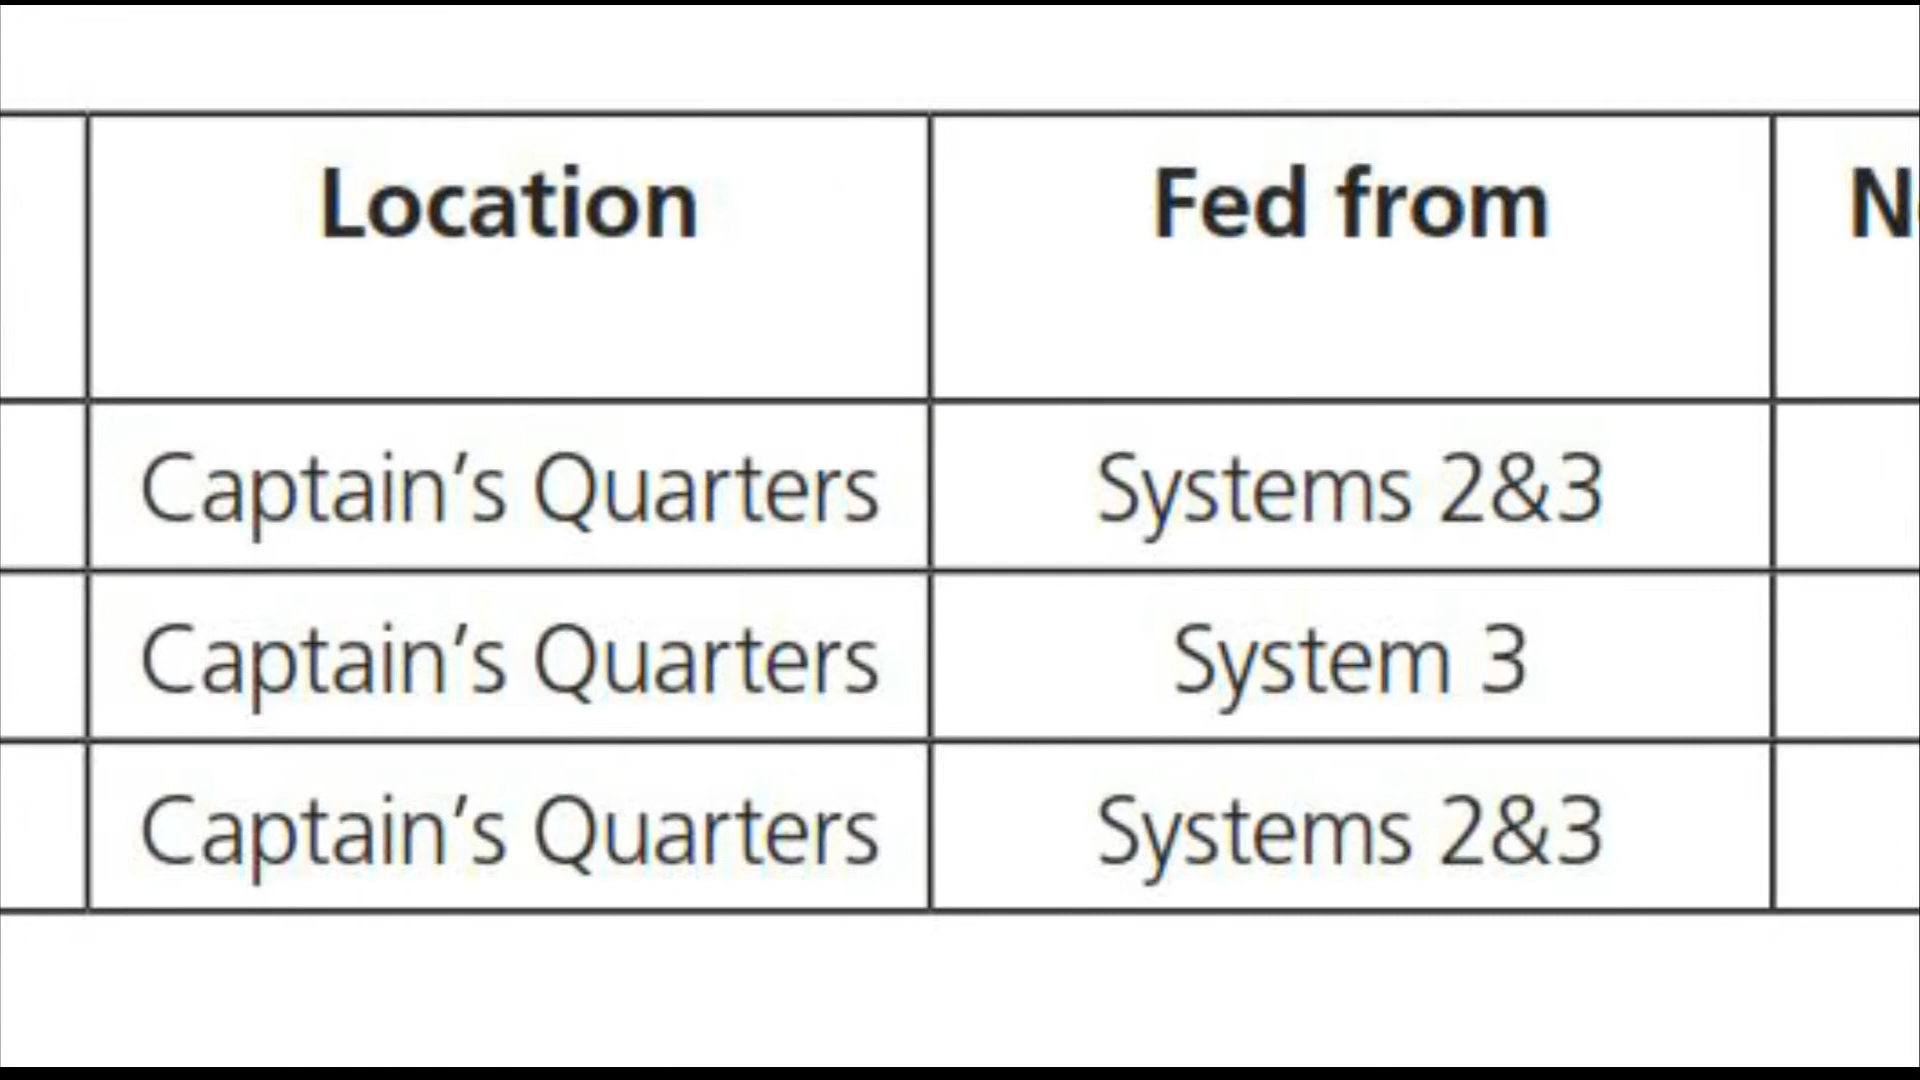 Location Fed from
Captain’s Quarters Systems 2&3
Captain’s Quarters System 3
Captain’s Quarters Systems 2&3